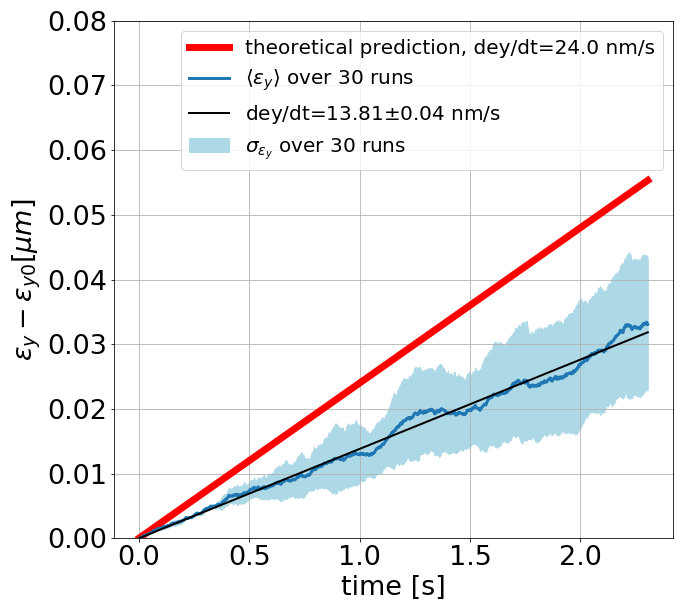 0.08
0.07
0.06
0.05
0.04
0.03
0.02
0.01
0.00
ϵy − ϵy0[μm]
theoretical prediction, dey/dt=24.0 nm/s
⟨ϵy⟩ over 30 runs
dey/dt=13.81±0.04 nm/s
σϵy over 30 runs
0.0 0.5 1.0 1.5 2.0
time [s]